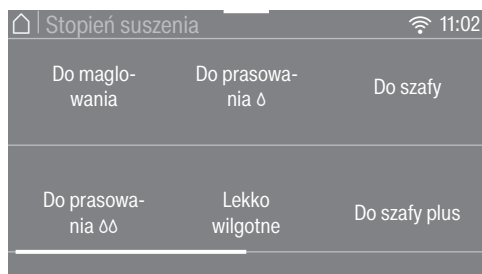 Stopień suszenia 11:02
Do maglo-
wania
Do prasowa-
nia 💧
Do szafy
Do prasowa-
nia 💧💧
Lekko
wilgotne
Do szafy plus